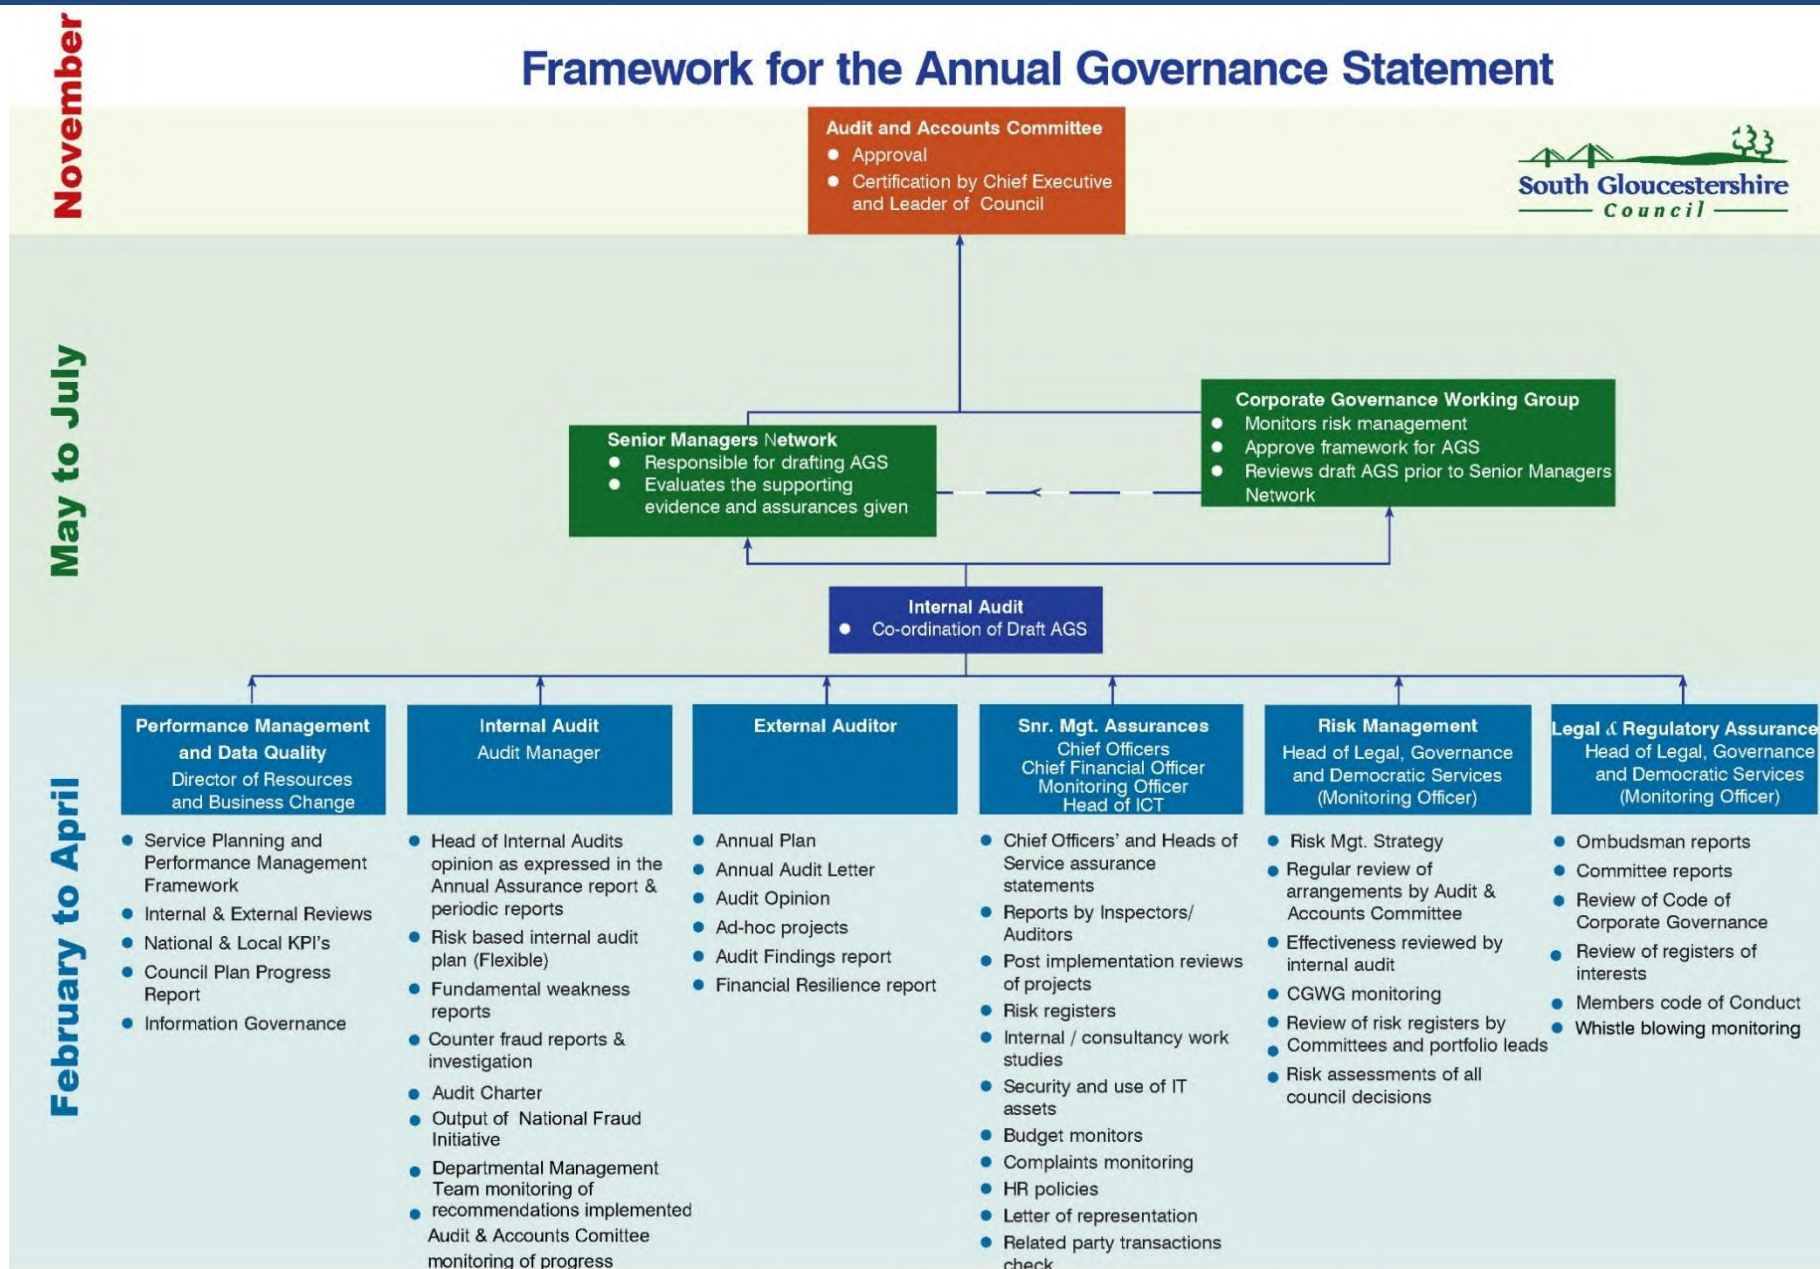 November
Framework for the Annual Governance Statement
Audit and Accounts Committee
Approval
Certification by Chief Executive
and Leader of Council
South Gloucestershire
Council
May to July
Corporate Governance Working Group
Monitors risk management
Approve framework for AGS
Reviews draft AGS prior to Senior Managers
Network
Senior Managers Network
Responsible for drafting AGS
Evaluates the supporting
evidence and assurances given
Internal Audit
Co-ordination of Draft AGS
February to April
Performance Management
and Data Quality
Director of Resources
and Business Change
Service Planning and
Performance Management
Framework
Internal & External Reviews
National & Local KPI's
Council Plan Progress
Report
Information Governance
Internal Audit
Audit Manager
Head of Internal Audits
opinion as expressed in the
Annual Assurance report &
periodic reports
Risk based internal audit
plan (Flexible)
Fundamental weakness
reports
Counter fraud reports &
investigation
Audit Charter
Output of National Fraud
Initiative
Departmental Management
Team monitoring of
recommendations implemented
Audit & Accounts Comittee
monitoring of progress
External Auditor
Annual Plan
Annual Audit Letter
Audit Opinion
Ad-hoc projects
Audit Findings report
Financial Resilience report
Snr. Mgt. Assurances
Chief Officers
Chief Financial Officer
Monitoring Officer
Head of ICT
Chief Officers' and Heads of
Service assurance
statements
Reports by Inspectors/
Auditors
Post implementation reviews
of projects
Risk registers
Internal / consultancy work
studies
Security and use of IT
assets
Budget monitors
Complaints monitoring
HR policies
Letter of representation
Related party transactions
check
Risk Management
Head of Legal, Governance
and Democratic Services
(Monitoring Officer)
Risk Mgt. Strategy
Regular review of
arrangements by Audit &
Accounts Committee
Effectiveness reviewed by
internal audit
CGWG monitoring
Review of risk registers by
Committees and portfolio leads
Risk assessments of all
council decisions
Legal & Regulatory Assurance
Head of Legal, Governance
and Democratic Services
(Monitoring Officer)
Ombudsman reports
Committee reports
Review of Code of
Corporate Governance
Review of registers of
interests
Members code of Conduct
Whistle blowing monitoring